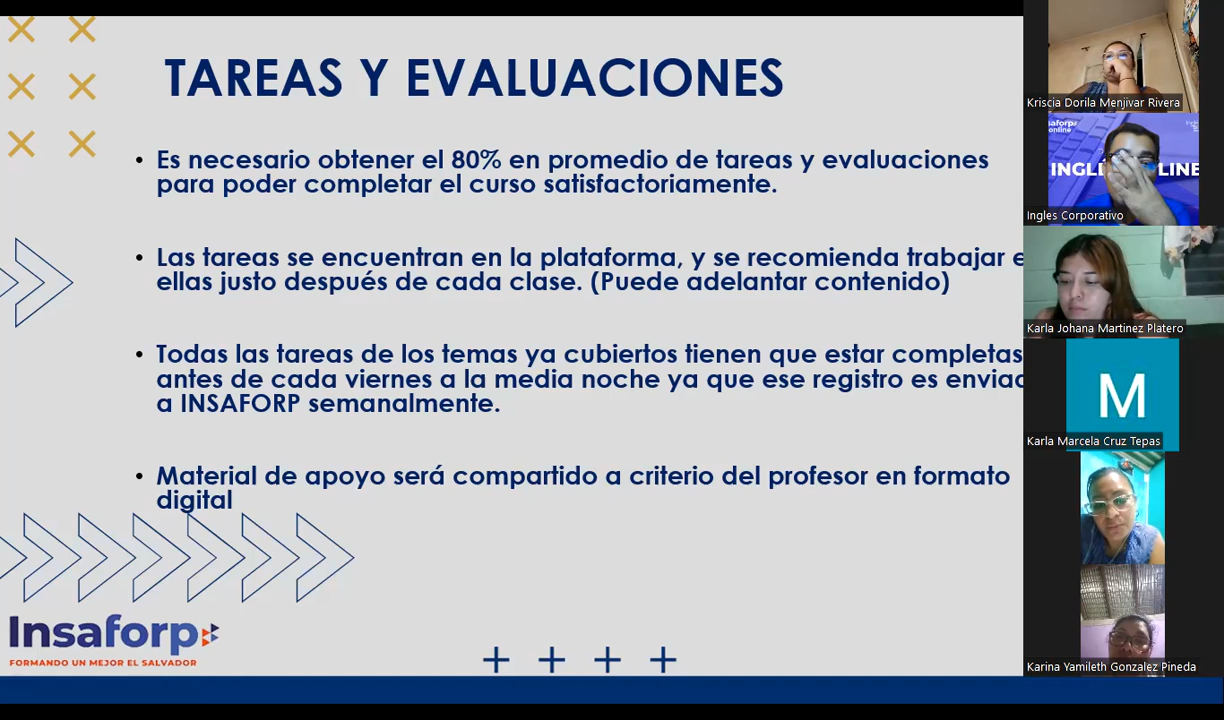 TAREAS Y EVALUACIONES
• Es necesario obtener el 80% en promedio de tareas y evaluaciones
para poder completar el curso satisfactoriamente.
• Las tareas se encuentran en la plataforma, y se recomienda trabajar e
ellas justo después de cada clase. (Puede adelantar contenido)
• Todas las tareas de los temas ya cubiertos tienen que estar completas
antes de cada viernes a la media noche ya que ese registro es enviad
a INSAFORP semanalmente.
• Material de apoyo será compartido a criterio del profesor en formato
digital
Insaforp
FORMANDO UN MEJOR EL SALVADOR
Kriscia Dorila Menjivar Rivera
INGL LINE
Ingles Corporativo
Karla Johana Martinez Platero
M
Karla Marcela Cruz Tepas
Karina Yamileth Gonzalez Pineda